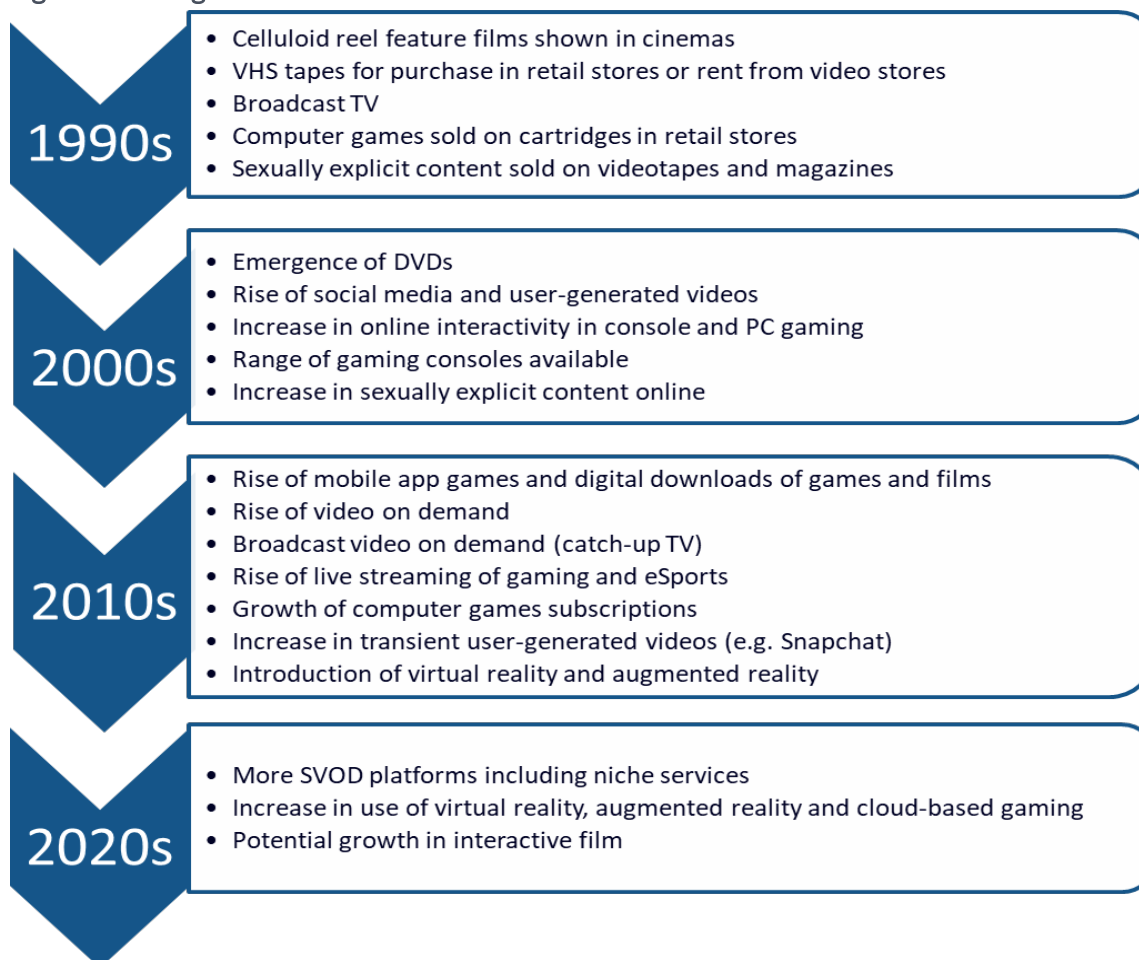 1990s
• Celluloid reel feature films shown in cinemas
• VHS tapes for purchase in retail stores or rent from video stores
• Broadcast TV
• Computer games sold on cartridges in retail stores
• Sexually explicit content sold on videotapes and magazines
2000s
• Emergence of DVDs
• Rise of social media and user-generated videos
• Increase in online interactivity in console and PC gaming
• Range of gaming consoles available
• Increase in sexually explicit content online
2010s
• Rise of mobile app games and digital downloads of games and films
• Rise of video on demand
• Broadcast video on demand (catch-up TV)
• Rise of live streaming of gaming and eSports
• Growth of computer games subscriptions
• Increase in transient user-generated videos (e.g. Snapchat)
• Introduction of virtual reality and augmented reality
2020s
• More SVOD platforms including niche services
• Increase in use of virtual reality, augmented reality and cloud-based gaming
• Potential growth in interactive film